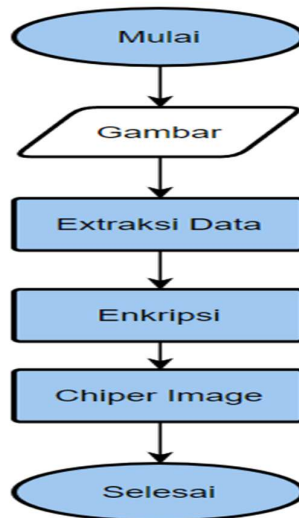 Mulai
Gambar
Extraksi Data
Enkripsi
Chiper Image
Selesai